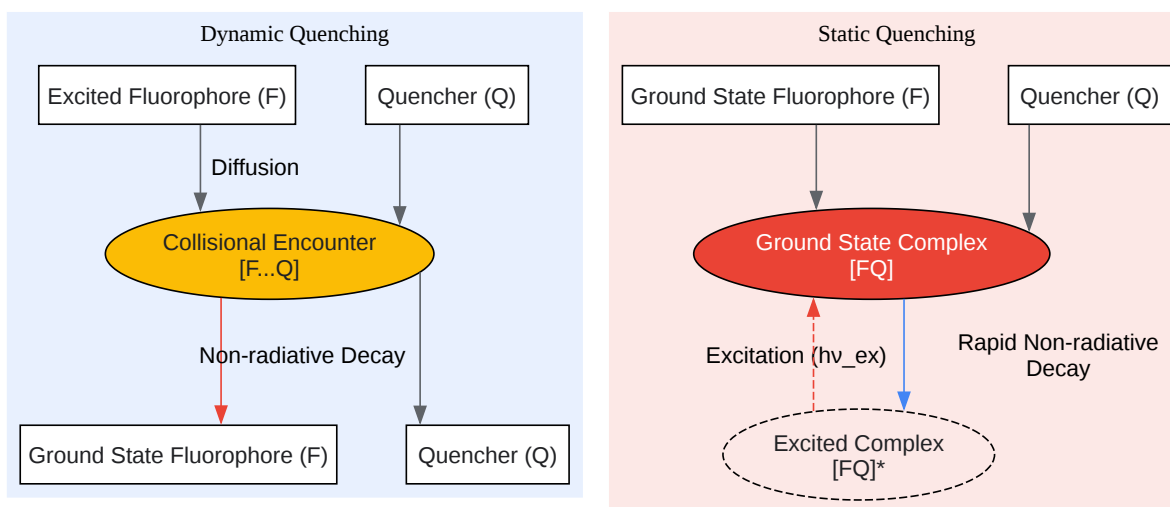 Dynamic Quenching
Excited Fluorophore (F)
Quencher (Q)
Diffusion
Collisional Encounter
[F...Q]
Non-radiative Decay
Ground State Fluorophore (F)
Quencher (Q)
Static Quenching
Ground State Fluorophore (F)
Quencher (Q)
Ground State Complex
[FQ]
Excitation (hν_ex)
Rapid Non-radiative
Decay
Excited Complex
[FQ]*